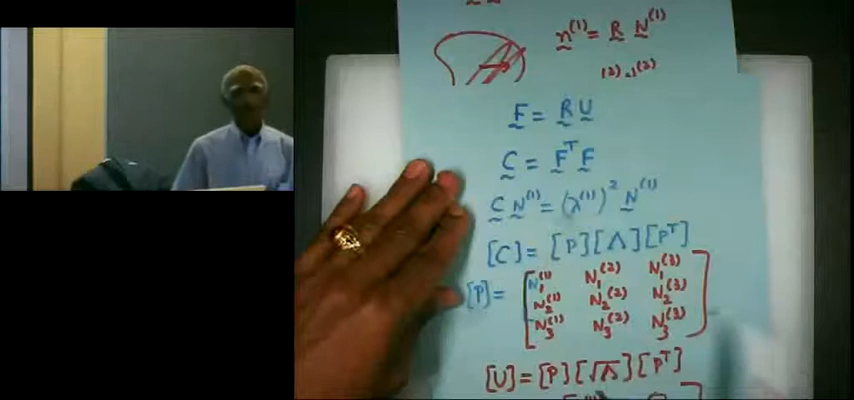 n⁽¹⁾ = R N⁽¹⁾
F = R U
C = Fᵀ F
C N⁽¹⁾ = (λ⁽¹⁾)² N⁽¹⁾
[C] = [P][Λ][Pᵀ]
[P] = [ N₁⁽¹⁾ N₁⁽²⁾ N₁⁽³⁾
N₂⁽¹⁾ N₂⁽²⁾ N₂⁽³⁾
N₃⁽¹⁾ N₃⁽²⁾ N₃⁽³⁾ ]
[U] = [P][√Λ][Pᵀ]